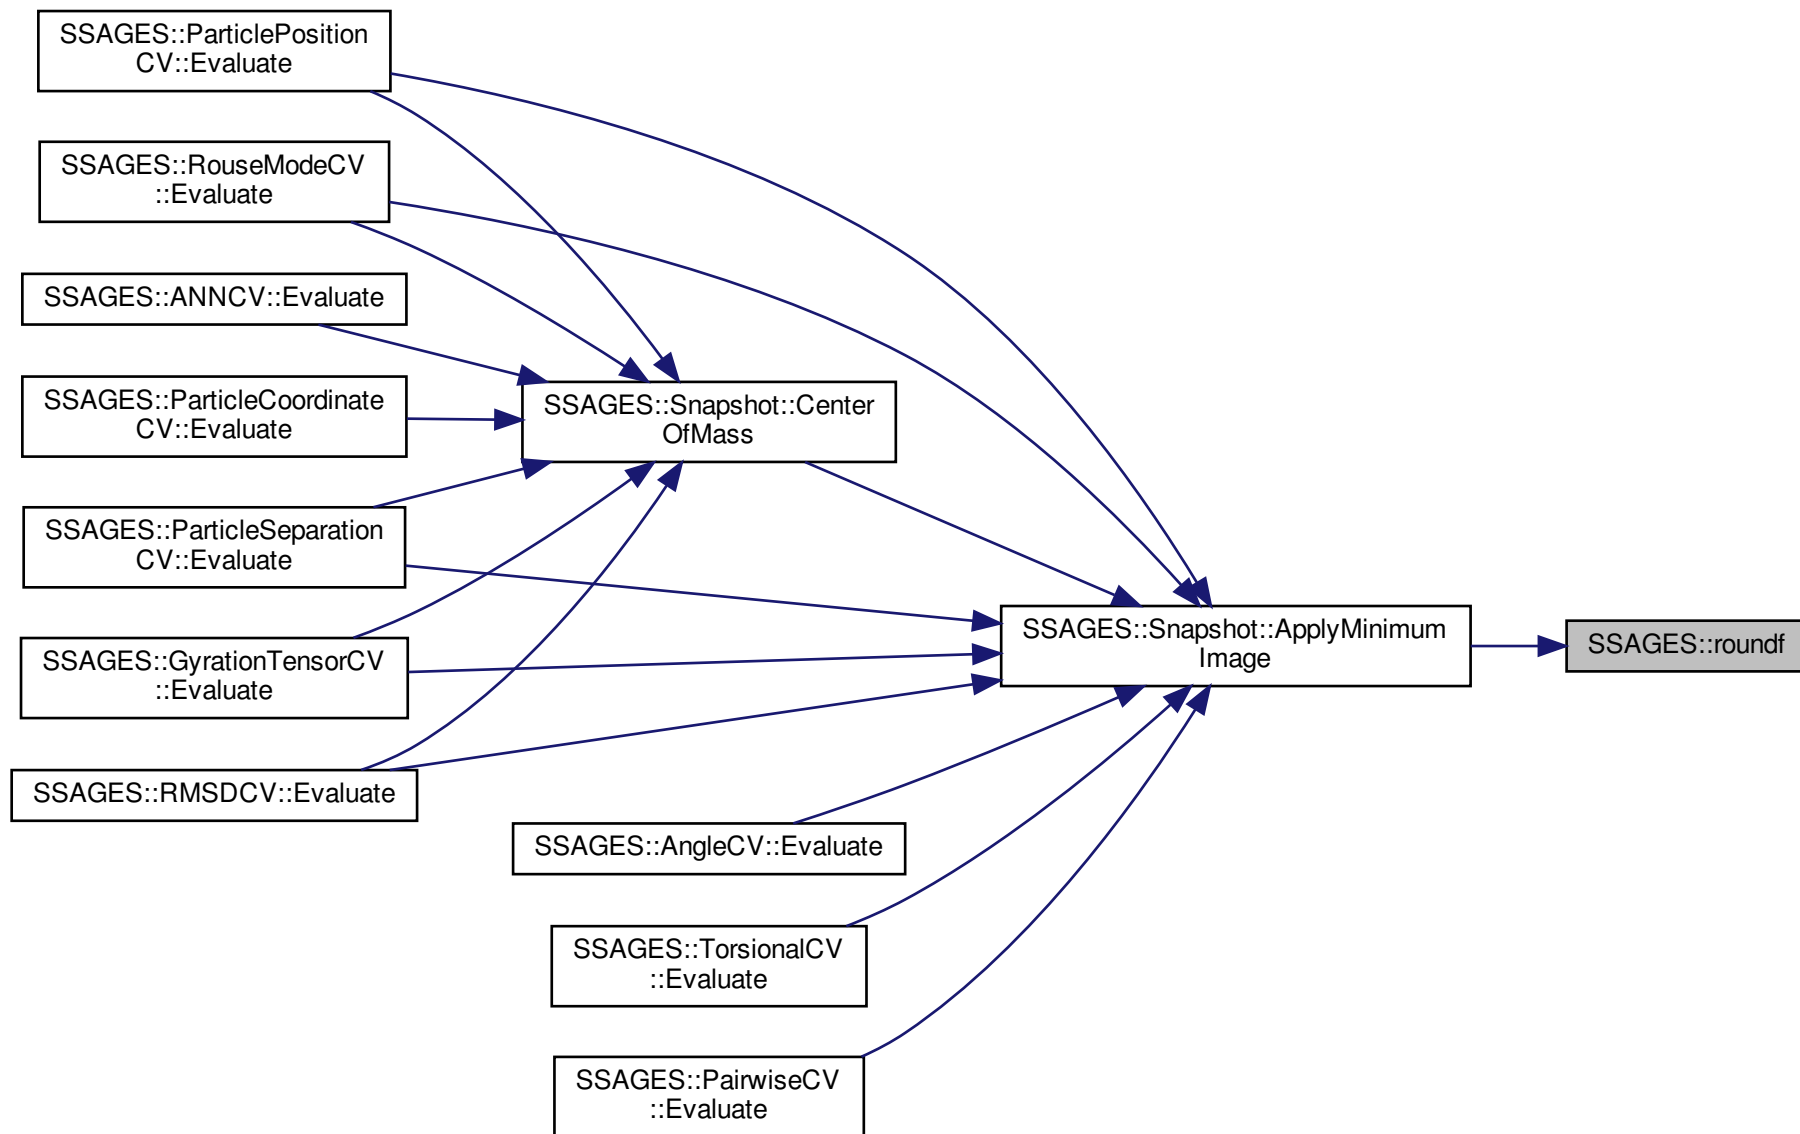 SSAGES::ParticlePosition
CV::Evaluate
SSAGES::RouseModeCV
::Evaluate
SSAGES::ANNCV::Evaluate
SSAGES::ParticleCoordinate
CV::Evaluate
SSAGES::Snapshot::Center
OfMass
SSAGES::ParticleSeparation
CV::Evaluate
SSAGES::GyrationTensorCV
::Evaluate
SSAGES::Snapshot::ApplyMinimum
Image
SSAGES::roundf
SSAGES::RMSDCV::Evaluate
SSAGES::AngleCV::Evaluate
SSAGES::TorsionalCV
::Evaluate
SSAGES::PairwiseCV
::Evaluate